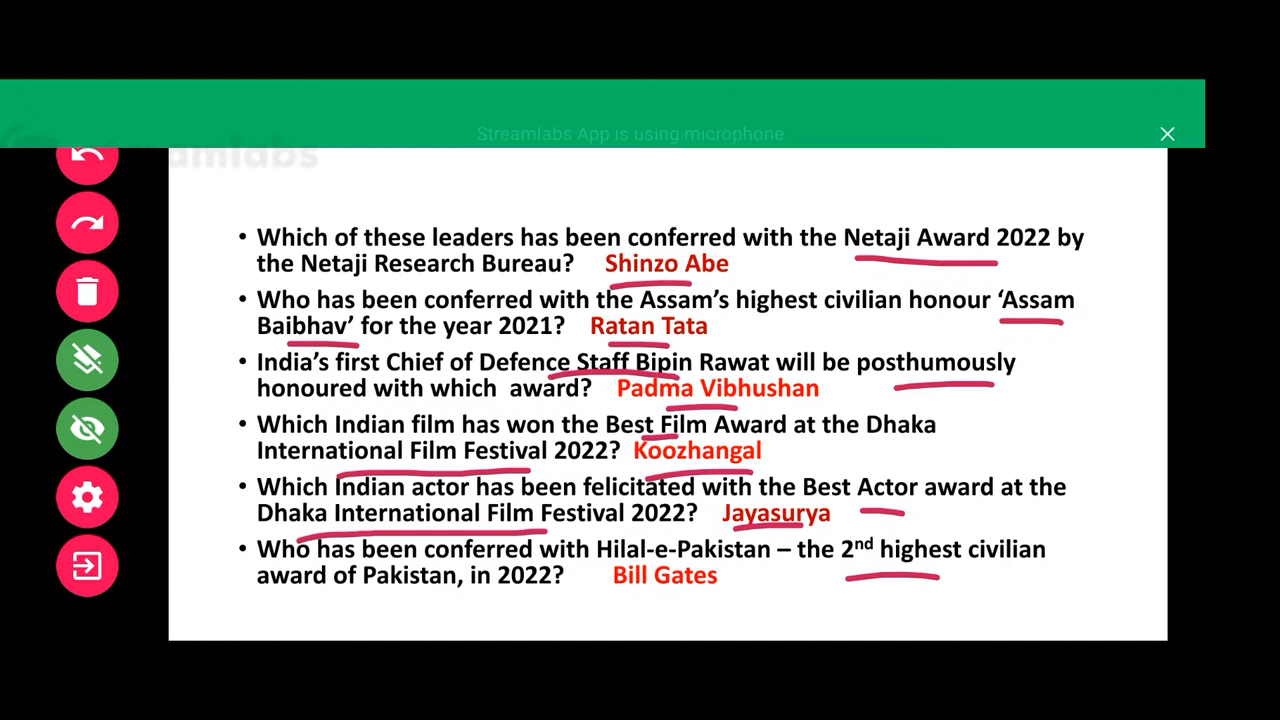 Streamlabs App is using microphone
amlabs
• Which of these leaders has been conferred with the Netaji Award 2022 by
the Netaji Research Bureau? Shinzo Abe
• Who has been conferred with the Assam's highest civilian honour ‘Assam
Baibhav’ for the year 2021? Ratan Tata
• India's first Chief of Defence Staff Bipin Rawat will be posthumously
honoured with which award? Padma Vibhushan
• Which Indian film has won the Best Film Award at the Dhaka
International Film Festival 2022? Koozhangal
• Which Indian actor has been felicitated with the Best Actor award at the
Dhaka International Film Festival 2022? Jayasurya
• Who has been conferred with Hilal-e-Pakistan – the 2nd highest civilian
award of Pakistan, in 2022? Bill Gates